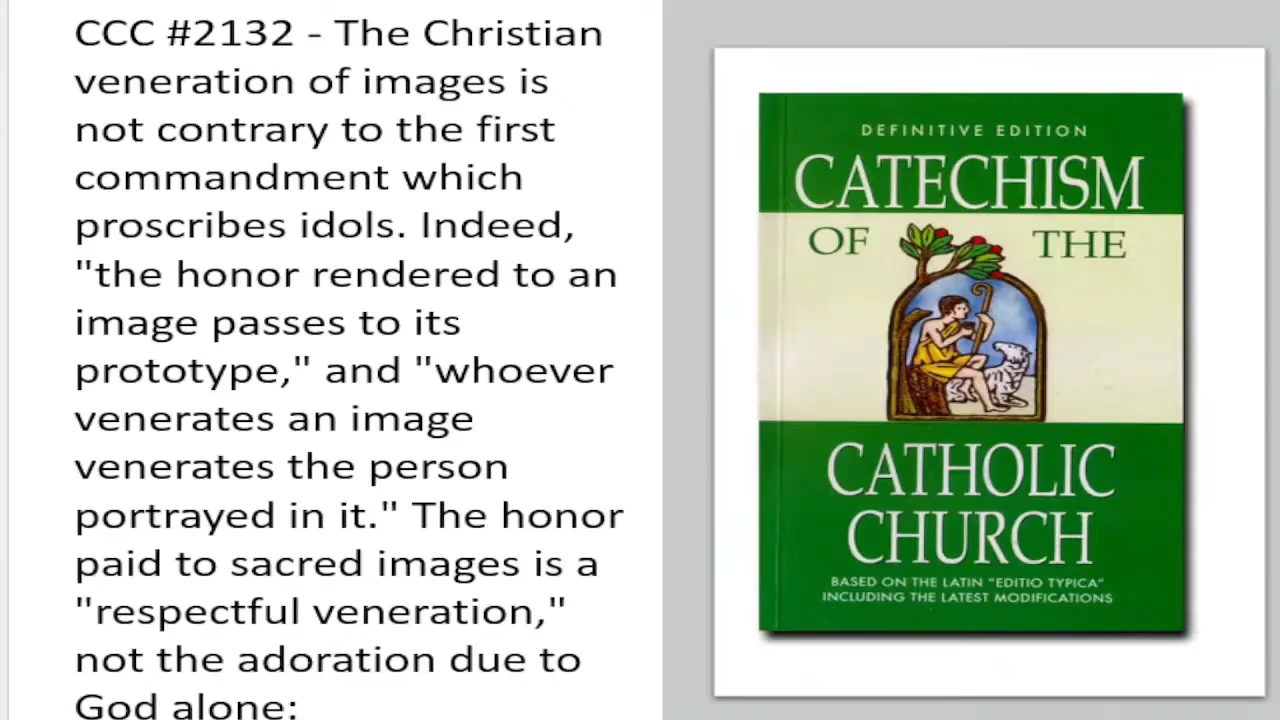 CCC #2132 - The Christian
veneration of images is
not contrary to the first
commandment which
proscribes idols. Indeed,
"the honor rendered to an
image passes to its
prototype," and "whoever
venerates an image
venerates the person
portrayed in it." The honor
paid to sacred images is a
"respectful veneration,"
not the adoration due to
God alone:
DEFINITIVE EDITION
CATECHISM
OF THE
CATHOLIC
CHURCH
BASED ON THE LATIN "EDITIO TYPICA"
INCLUDING THE LATEST MODIFICATIONS